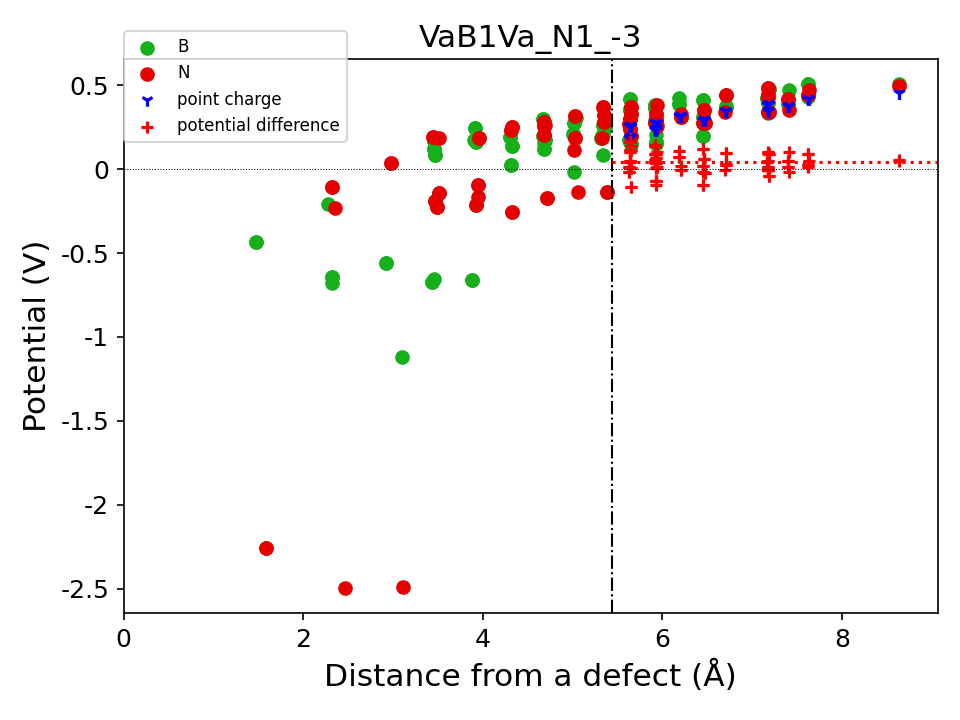 VaB1Va_N1_-3
B
N
point charge
potential difference
0.5
0
-0.5
-1
-1.5
-2
-2.5
Potential (V)
0 2 4 6 8
Distance from a defect (Å)